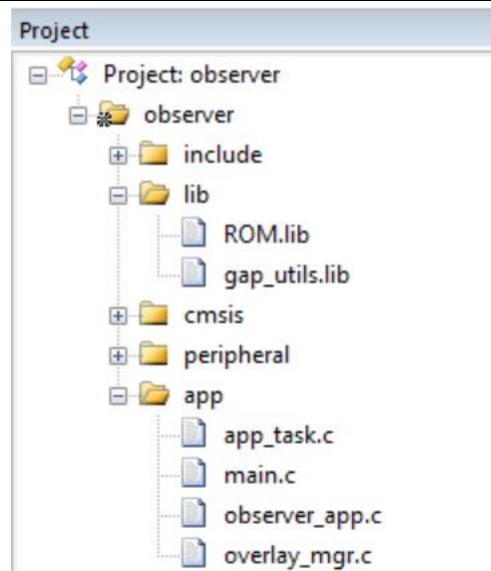 Project
Project: observer
observer
include
lib
ROM.lib
gap_utils.lib
cmsis
peripheral
app
app_task.c
main.c
observer_app.c
overlay_mgr.c